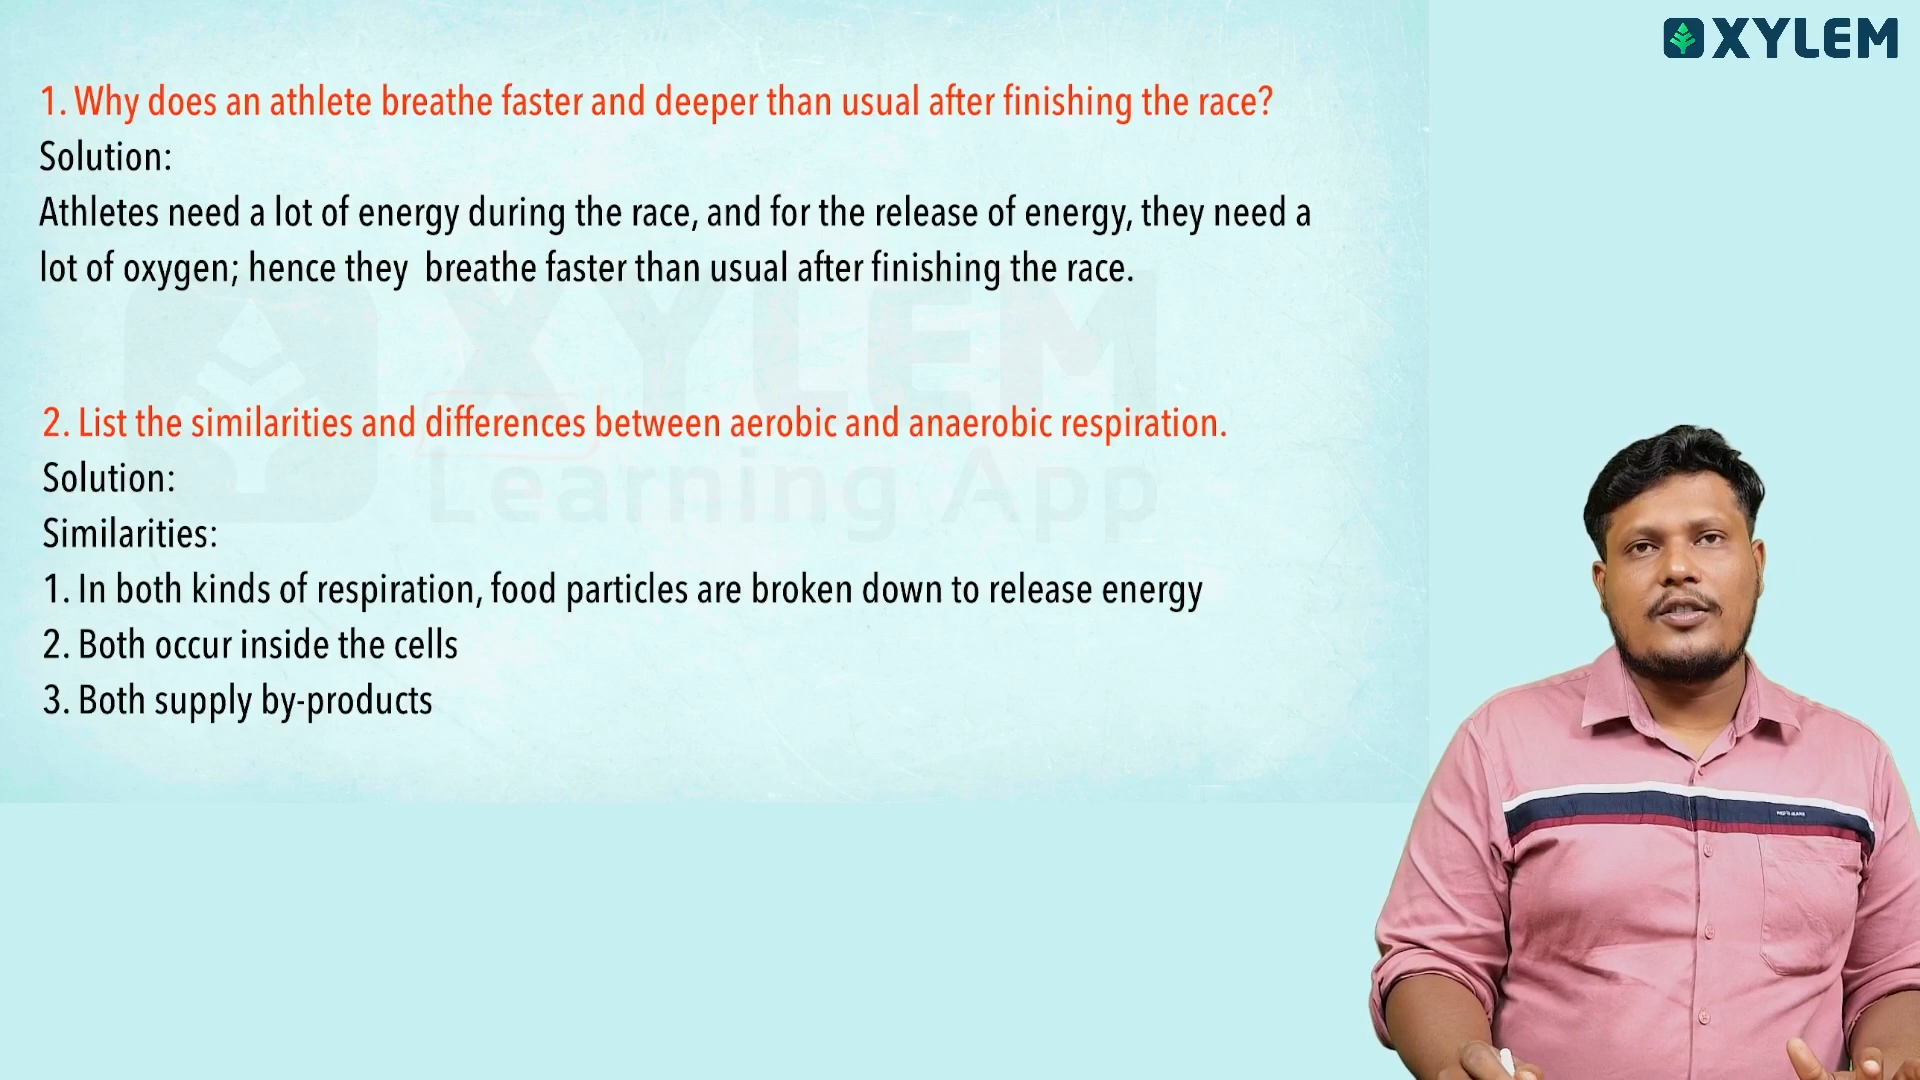 XYLEM
1. Why does an athlete breathe faster and deeper than usual after finishing the race?
Solution:
Athletes need a lot of energy during the race, and for the release of energy, they need a
lot of oxygen; hence they  breathe faster than usual after finishing the race.
XYLEM
Learning App
2. List the similarities and differences between aerobic and anaerobic respiration.
Solution:
Similarities:
1. In both kinds of respiration, food particles are broken down to release energy
2. Both occur inside the cells
3. Both supply by-products